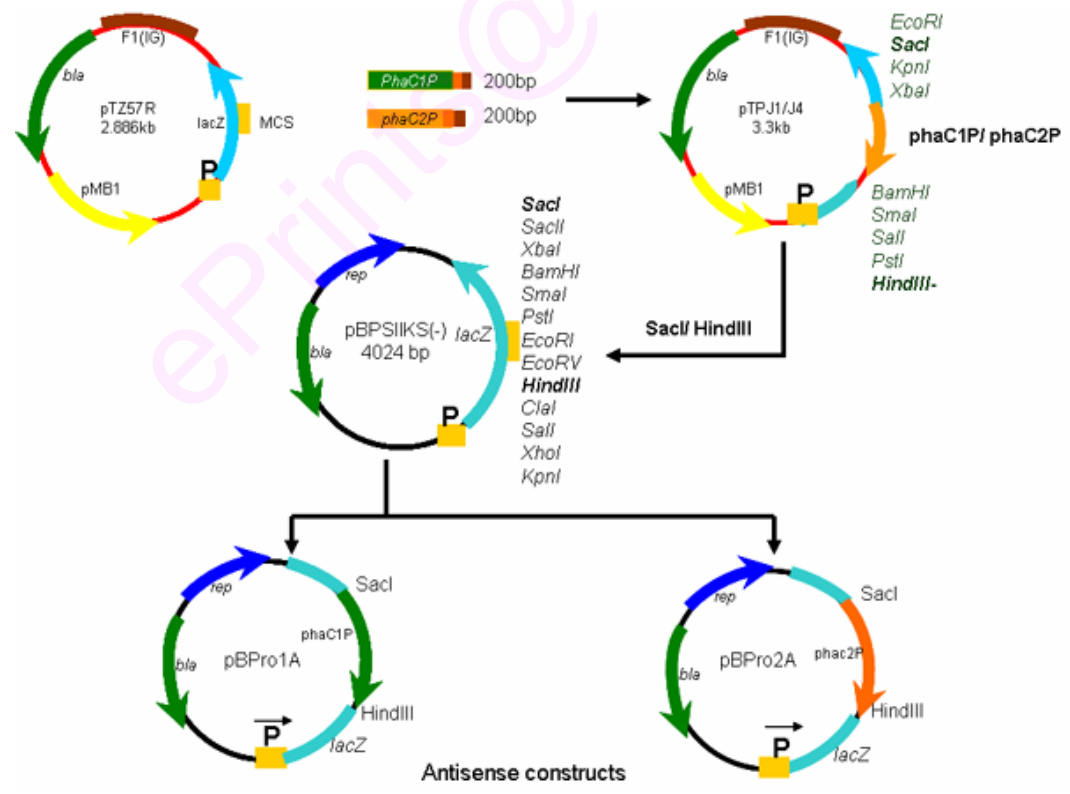 F1(IG)
bla
pTZ57R
2.886kb
lacZ
MCS
P
pMB1
PhaC1P
200bp
phaC2P
200bp
F1(IG)
bla
pTPJ1/J4
3.3kb
pMB1
P
EcoRI
SacI
KpnI
XbaI
phaC1P/ phaC2P
BamHI
SmaI
SalI
PstI
HindIII-
SacI/ HindIII
rep
bla
pBPSIIKS(-)
4024 bp
lacZ
P
SacI
SacII
XbaI
BamHI
SmaI
PstI
EcoRI
EcoRV
HindIII
ClaI
SalI
XhoI
KpnI
rep
SacI
phaC1P
bla
pBPro1A
HindIII
P
lacZ
rep
SacI
phac2P
bla
pBPro2A
HindIII
P
lacZ
Antisense constructs
ePrints@